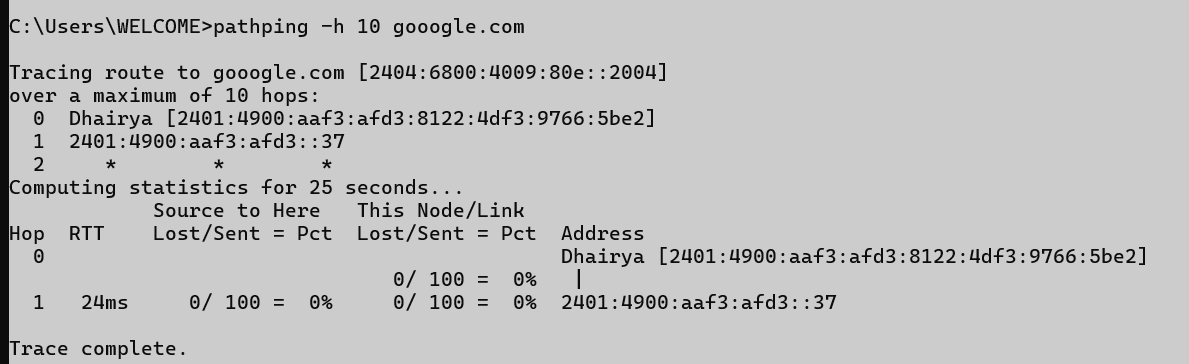 C:\Users\WELCOME>pathping -h 10 gooogle.com
Tracing route to gooogle.com [2404:6800:4009:80e::2004]
over a maximum of 10 hops:
  0  Dhairya [2401:4900:aaf3:afd3:8122:4df3:9766:5be2]
  1  2401:4900:aaf3:afd3::37
  2     *        *        *
Computing statistics for 25 seconds...
            Source to Here   This Node/Link
Hop  RTT    Lost/Sent = Pct  Lost/Sent = Pct  Address
  0                                           Dhairya [2401:4900:aaf3:afd3:8122:4df3:9766:5be2]
                                0/ 100 =  0%   |
  1   24ms     0/ 100 =  0%     0/ 100 =  0%  2401:4900:aaf3:afd3::37
Trace complete.